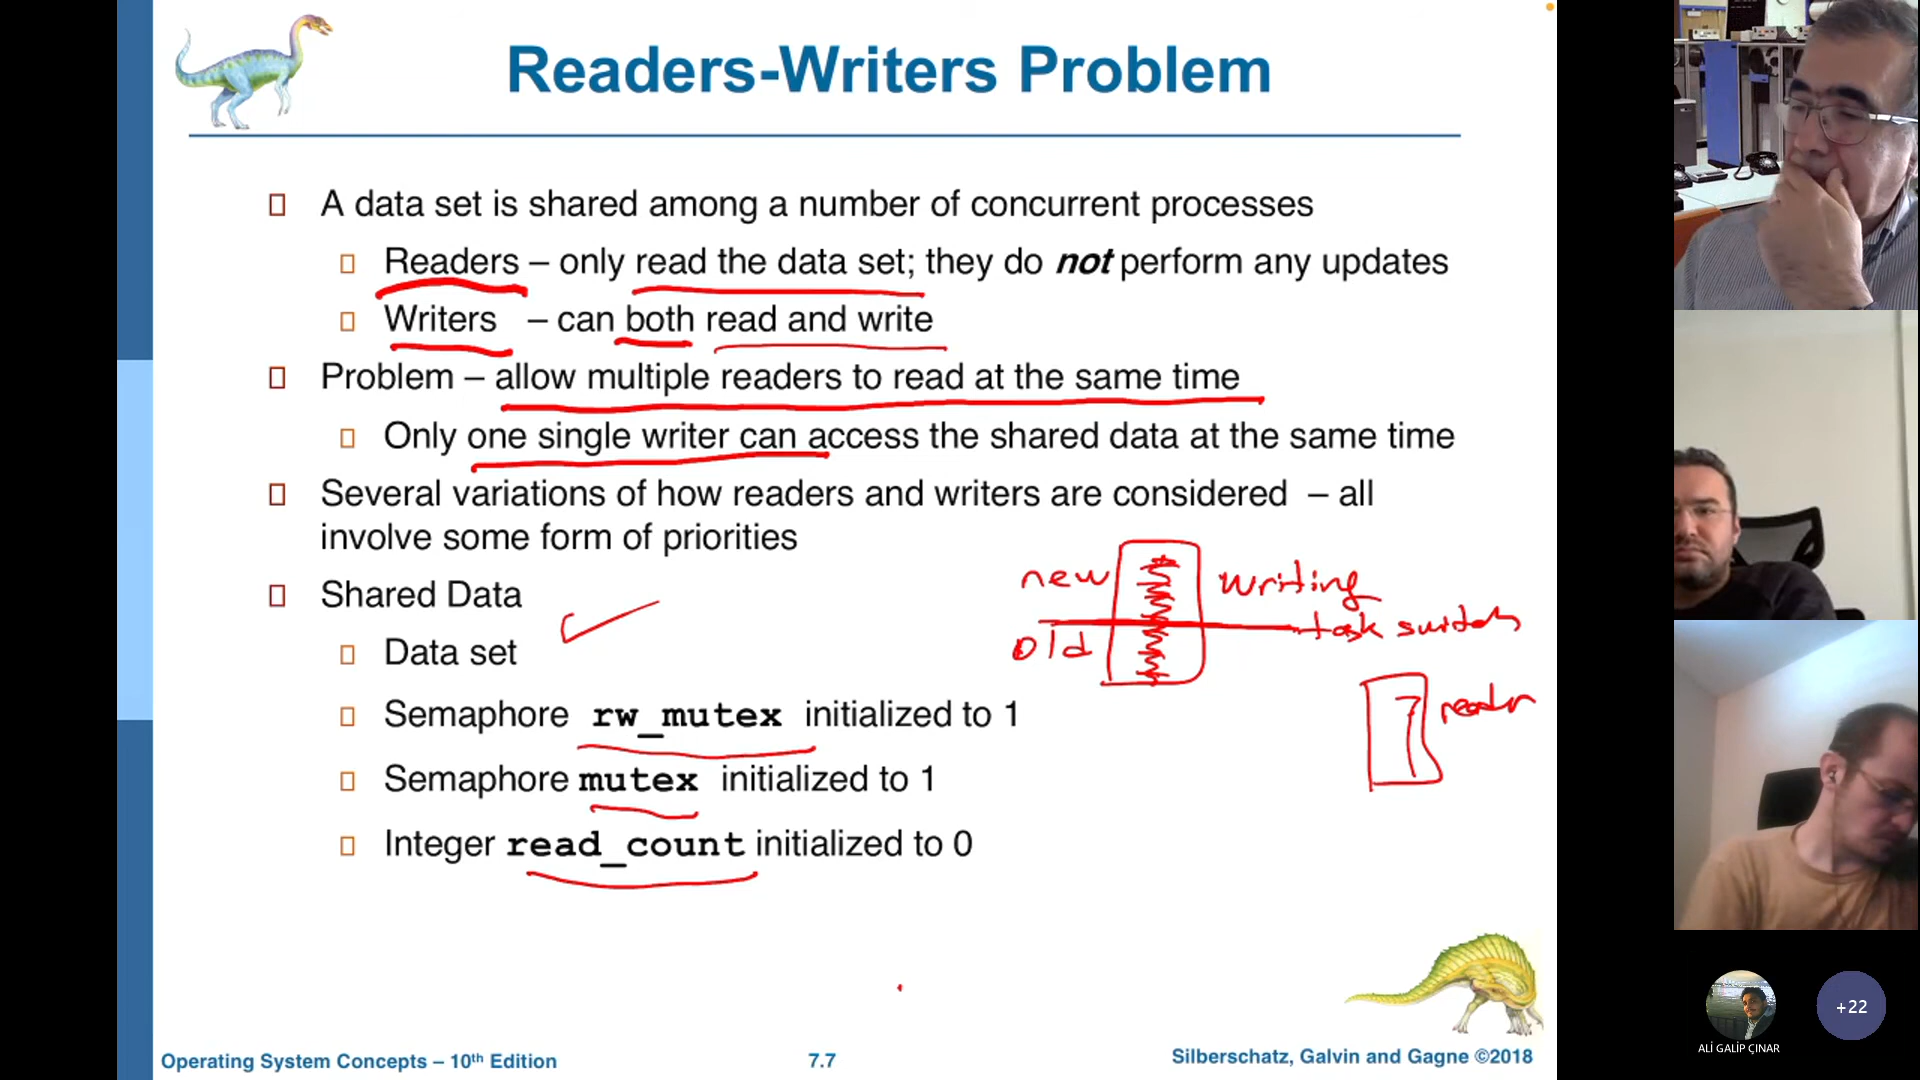 Readers-Writers Problem
A data set is shared among a number of concurrent processes
Readers – only read the data set; they do not perform any updates
Writers – can both read and write
Problem – allow multiple readers to read at the same time
Only one single writer can access the shared data at the same time
Several variations of how readers and writers are considered – all
involve some form of priorities
Shared Data
Data set
Semaphore rw_mutex initialized to 1
Semaphore mutex initialized to 1
Integer read_count initialized to 0
new
writing
old
task switch
Operating System Concepts – 10th Edition
7.7
Silberschatz, Galvin and Gagne ©2018
+22
ALİ GALİP ÇINAR